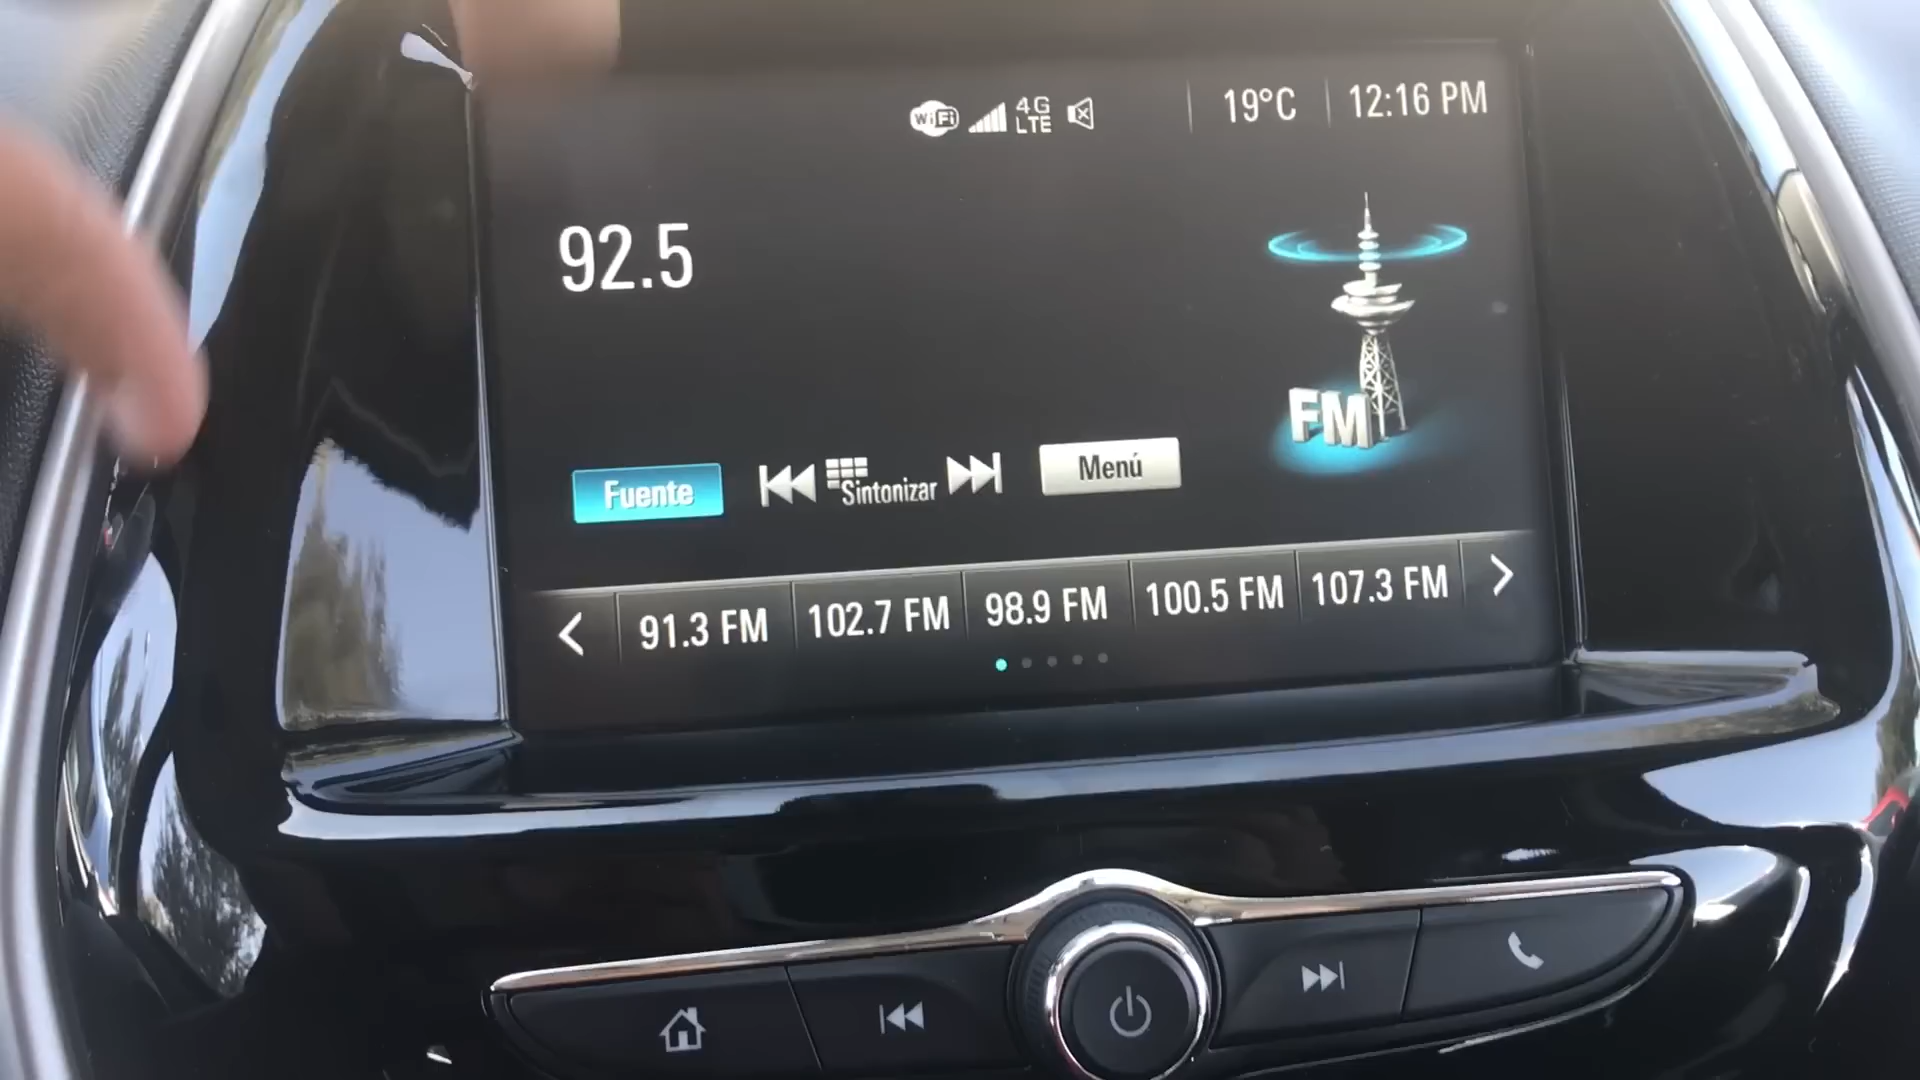 WiFi 4G LTE 19°C 12:16 PM
92.5
FM
Fuente Sintonizar Menú
91.3 FM 102.7 FM 98.9 FM 100.5 FM 107.3 FM